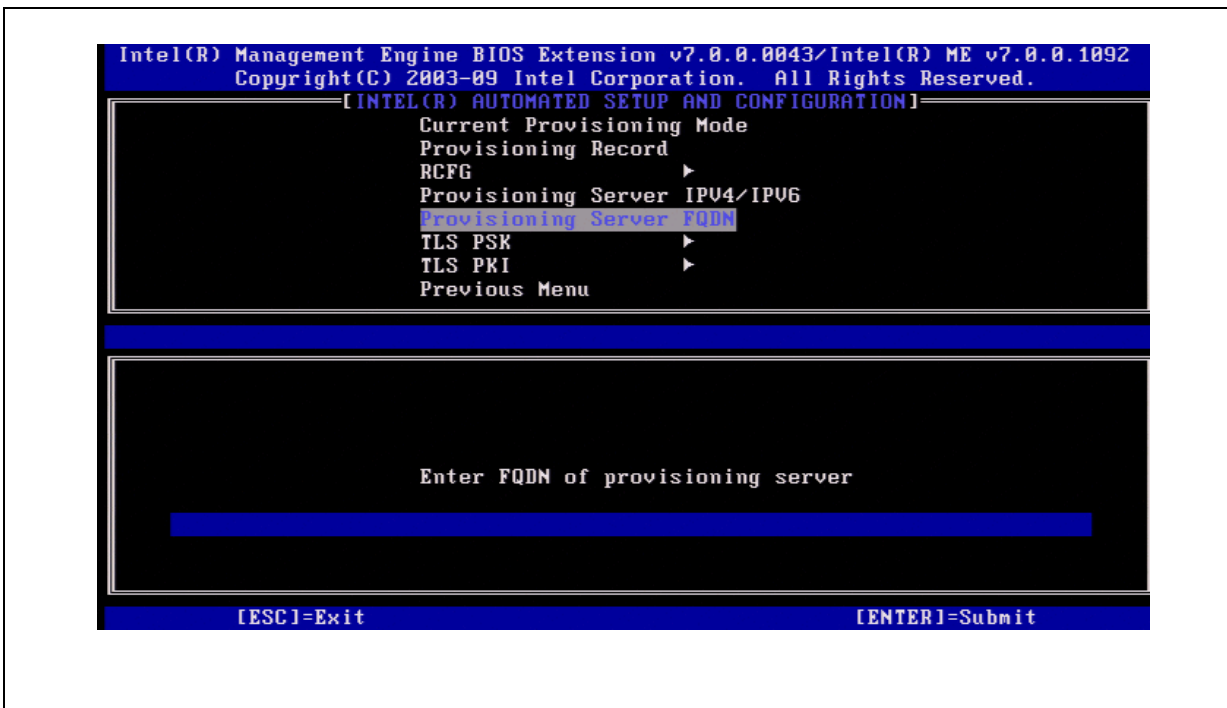 Intel(R) Management Engine BIOS Extension v7.0.0.0043/Intel(R) ME v7.0.0.1092
Copyright(C) 2003-09 Intel Corporation. All Rights Reserved.
[INTEL(R) AUTOMATED SETUP AND CONFIGURATION]
Current Provisioning Mode
Provisioning Record
RCFG ►
Provisioning Server IPV4/IPV6
Provisioning Server FQDN
TLS PSK ►
TLS PKI ►
Previous Menu
Enter FQDN of provisioning server
[ESC]=Exit [ENTER]=Submit